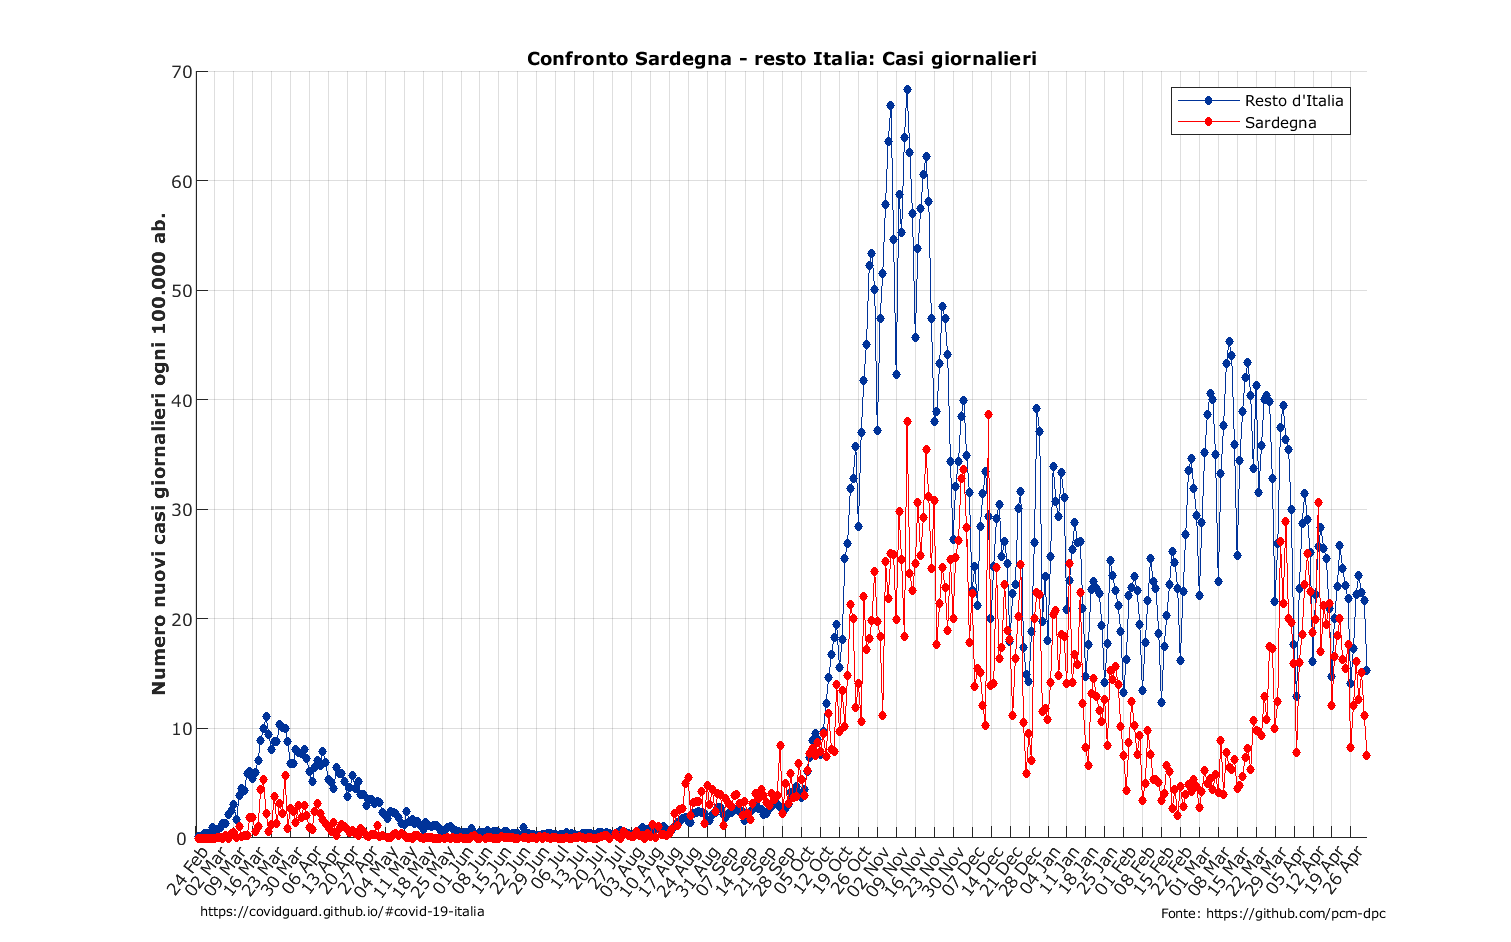 Confronto Sardegna - resto Italia: Casi giornalieri
Numero nuovi casi giornalieri ogni 100.000 ab.
70
60
50
40
30
20
10
0
Resto d'Italia
Sardegna
24 Feb
02 Mar
09 Mar
16 Mar
23 Mar
30 Mar
06 Apr
13 Apr
20 Apr
27 Apr
04 May
11 May
18 May
25 May
01 Jun
08 Jun
15 Jun
22 Jun
29 Jun
06 Jul
13 Jul
20 Jul
27 Jul
03 Aug
10 Aug
17 Aug
24 Aug
31 Aug
07 Sep
14 Sep
21 Sep
28 Sep
05 Oct
12 Oct
19 Oct
26 Oct
02 Nov
09 Nov
16 Nov
23 Nov
30 Nov
07 Dec
14 Dec
21 Dec
28 Dec
04 Jan
11 Jan
18 Jan
25 Jan
01 Feb
08 Feb
15 Feb
22 Feb
01 Mar
08 Mar
15 Mar
22 Mar
29 Mar
05 Apr
12 Apr
19 Apr
26 Apr
https://covidguard.github.io/#covid-19-italia
Fonte: https://github.com/pcm-dpc